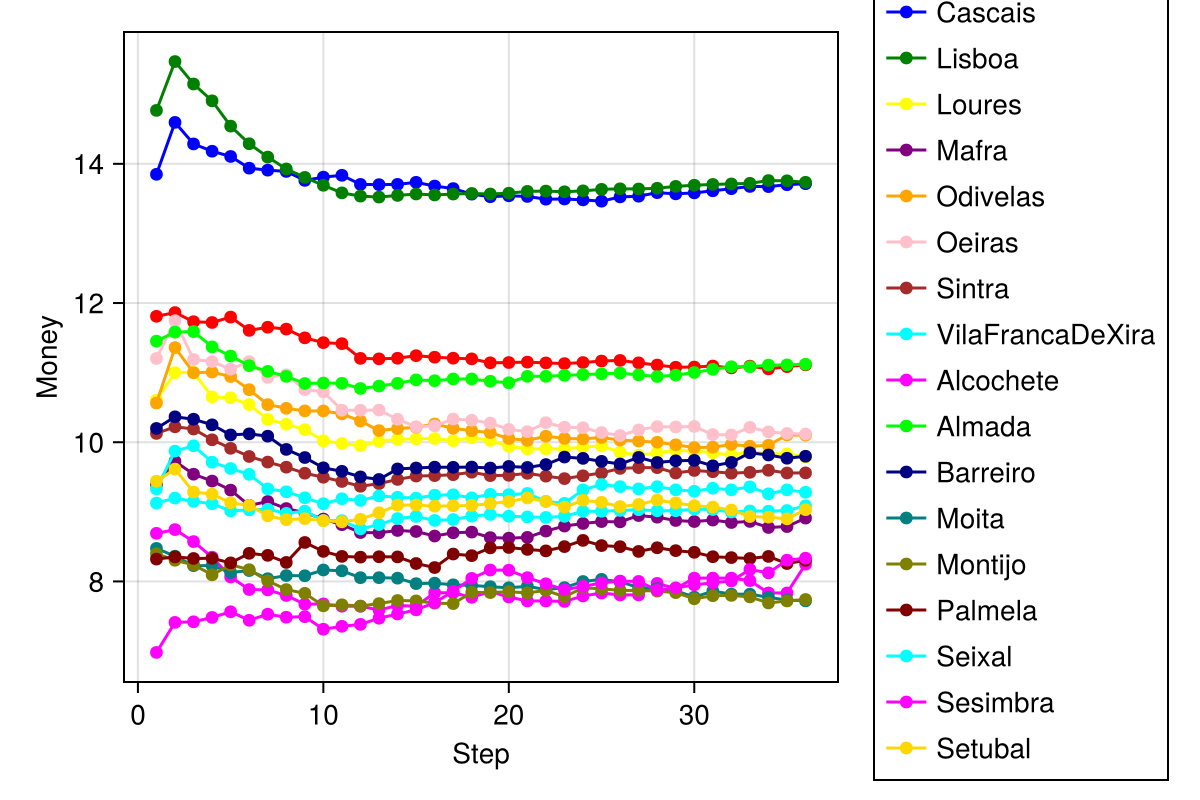 Money
14
12
10
8
0
10
20
30
Step
Cascais
Lisboa
Loures
Mafra
Odivelas
Oeiras
Sintra
VilaFrancaDeXira
Alcochete
Almada
Barreiro
Moita
Montijo
Palmela
Seixal
Sesimbra
Setubal